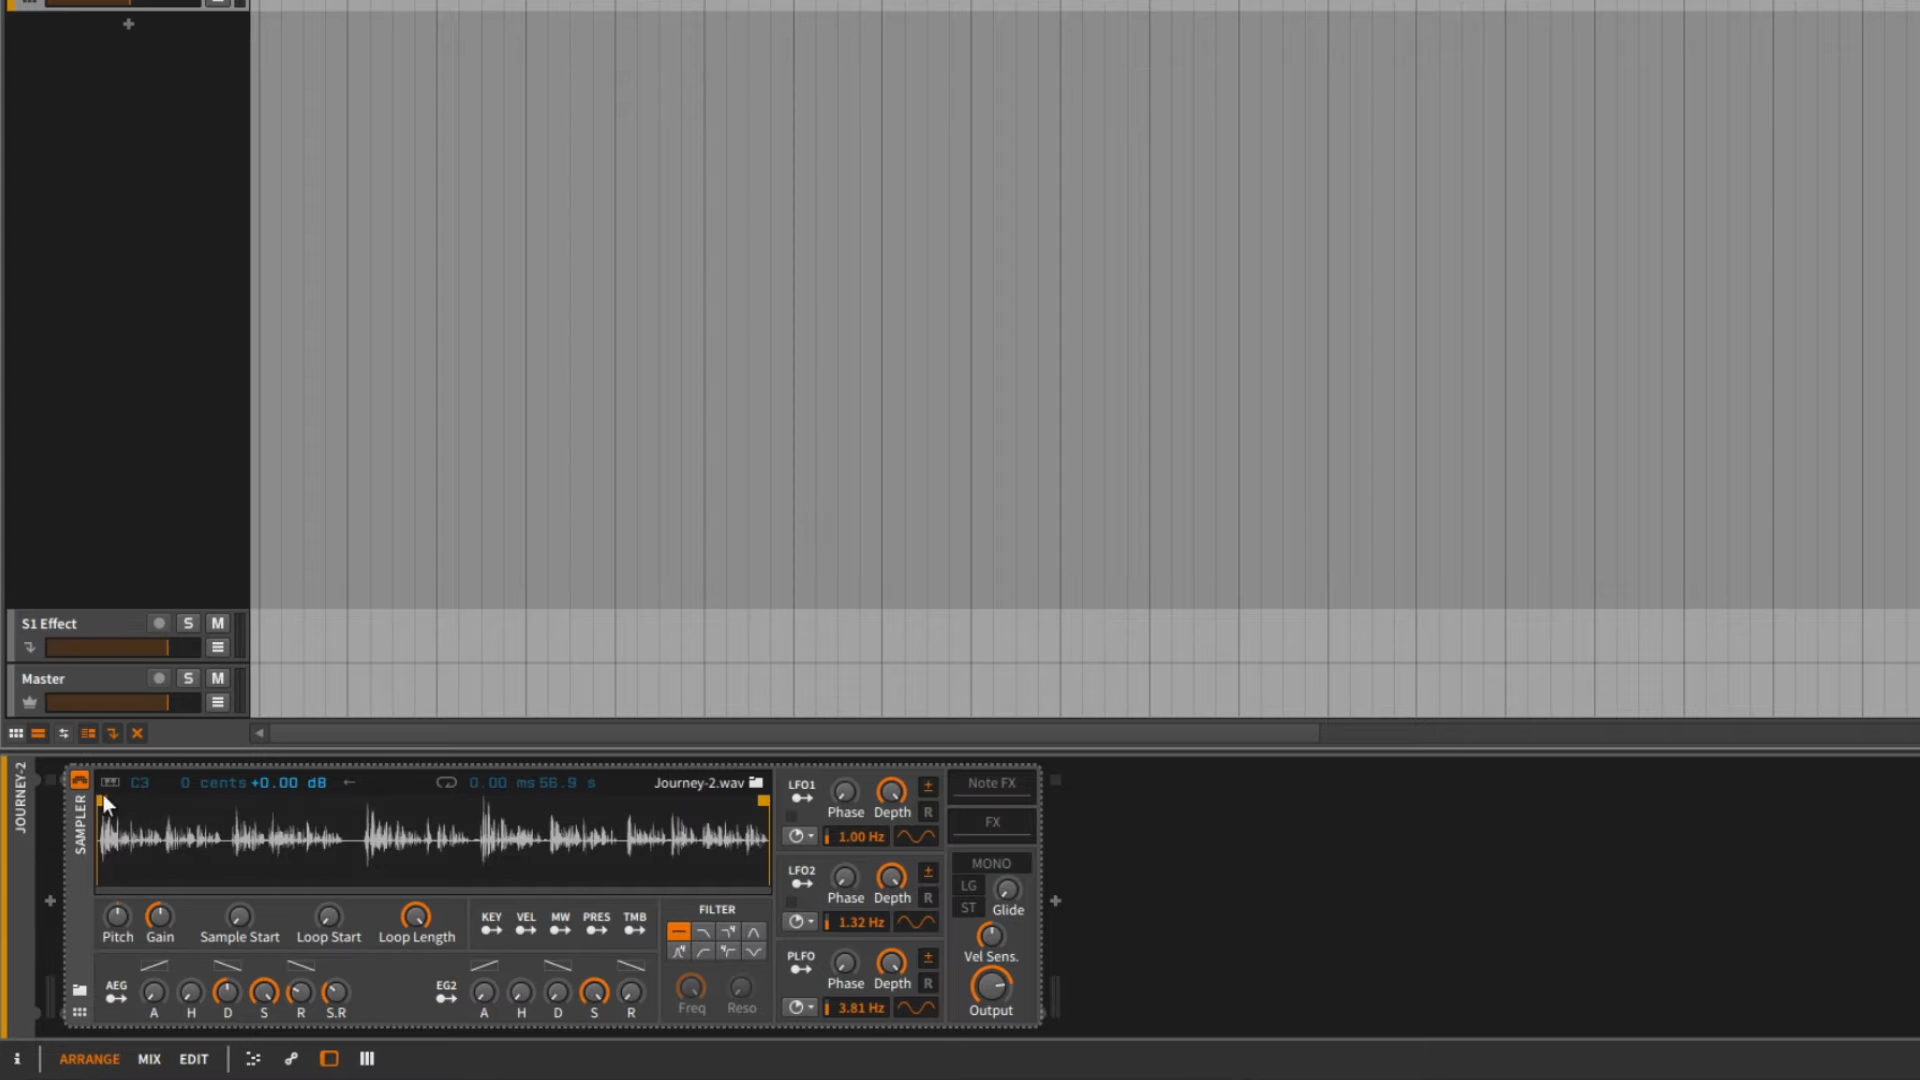 S1 Effect S M
Master S M
JOURNEY-2
SAMPLER
C3 0 cents +0.00 dB 0.00 ms 56.9 s Journey-2.wav
Pitch Gain Sample Start Loop Start Loop Length
KEY VEL MW PRES TMB
FILTER
Freq Reso
AEG A H D S R S.R
EG2 A H D S R
LFO1 Phase Depth ± R
1.00 Hz
LFO2 Phase Depth ± R
1.32 Hz
PLFO Phase Depth ± R
3.81 Hz
Note FX
FX
MONO
LG
ST Glide
Vel Sens.
Output
i ARRANGE MIX EDIT